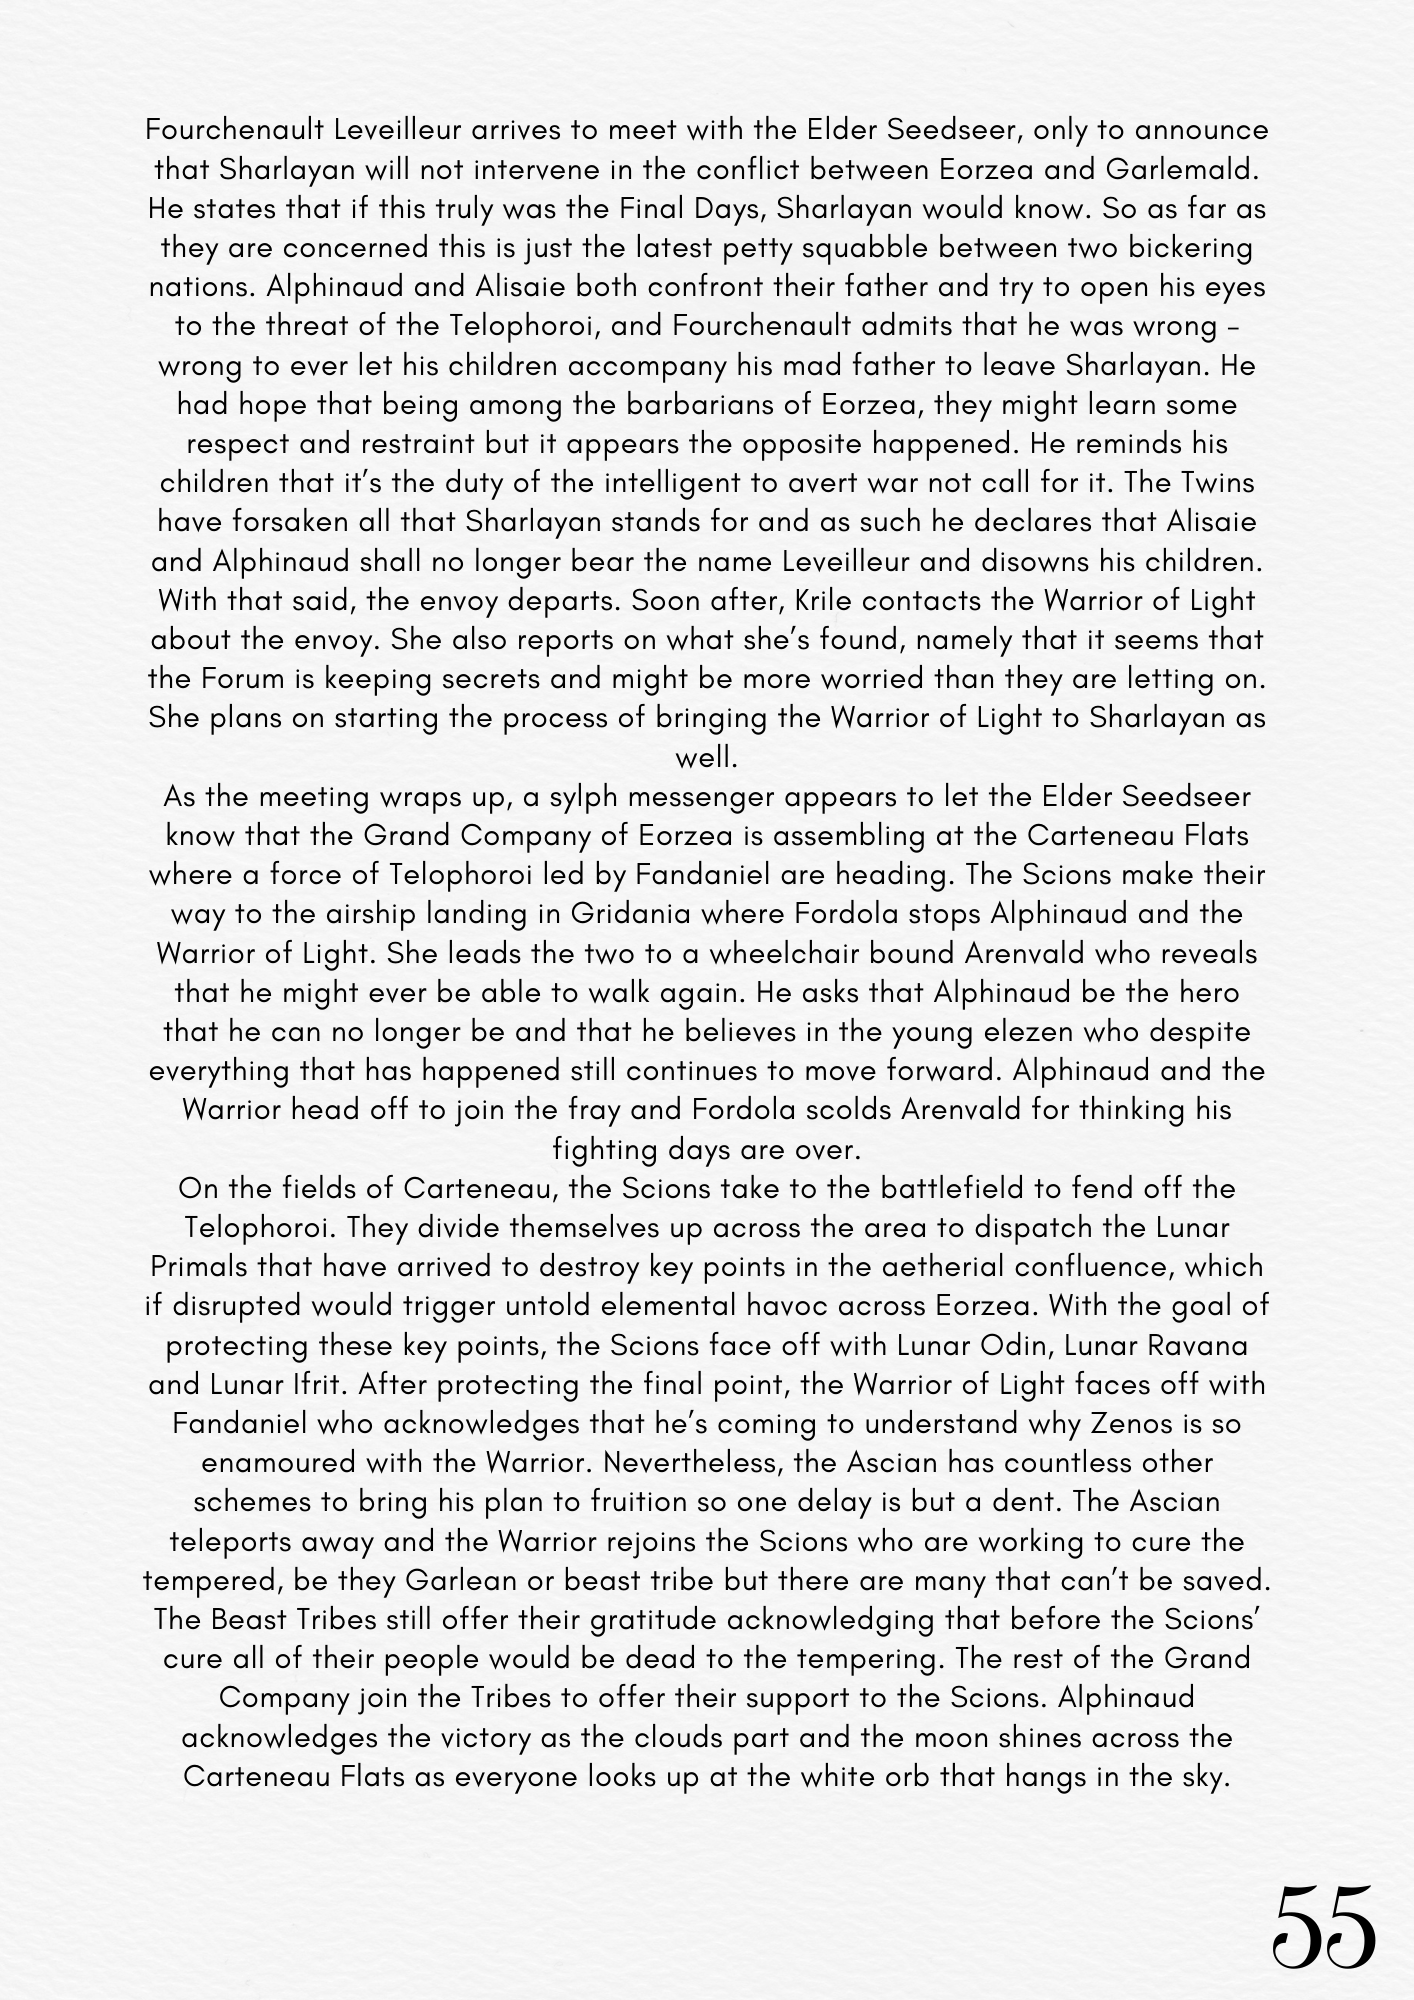 Fourchenault Leveilleur arrives to meet with the Elder Seedseer, only to announce
that Sharlayan will not intervene in the conflict between Eorzea and Garlemald.
He states that if this truly was the Final Days, Sharlayan would know. So as far as
they are concerned this is just the latest petty squabble between two bickering
nations. Alphinaud and Alisaie both confront their father and try to open his eyes
to the threat of the Telophoroi, and Fourchenault admits that he was wrong –
wrong to ever let his children accompany his mad father to leave Sharlayan. He
had hope that being among the barbarians of Eorzea, they might learn some
respect and restraint but it appears the opposite happened. He reminds his
children that it’s the duty of the intelligent to avert war not call for it. The Twins
have forsaken all that Sharlayan stands for and as such he declares that Alisaie
and Alphinaud shall no longer bear the name Leveilleur and disowns his children.
With that said, the envoy departs. Soon after, Krile contacts the Warrior of Light
about the envoy. She also reports on what she’s found, namely that it seems that
the Forum is keeping secrets and might be more worried than they are letting on.
She plans on starting the process of bringing the Warrior of Light to Sharlayan as
well.
As the meeting wraps up, a sylph messenger appears to let the Elder Seedseer
know that the Grand Company of Eorzea is assembling at the Carteneau Flats
where a force of Telophoroi led by Fandaniel are heading. The Scions make their
way to the airship landing in Gridania where Fordola stops Alphinaud and the
Warrior of Light. She leads the two to a wheelchair bound Arenvald who reveals
that he might ever be able to walk again. He asks that Alphinaud be the hero
that he can no longer be and that he believes in the young elezen who despite
everything that has happened still continues to move forward. Alphinaud and the
Warrior head off to join the fray and Fordola scolds Arenvald for thinking his
fighting days are over.
On the fields of Carteneau, the Scions take to the battlefield to fend off the
Telophoroi. They divide themselves up across the area to dispatch the Lunar
Primals that have arrived to destroy key points in the aetherial confluence, which
if disrupted would trigger untold elemental havoc across Eorzea. With the goal of
protecting these key points, the Scions face off with Lunar Odin, Lunar Ravana
and Lunar Ifrit. After protecting the final point, the Warrior of Light faces off with
Fandaniel who acknowledges that he’s coming to understand why Zenos is so
enamoured with the Warrior. Nevertheless, the Ascian has countless other
schemes to bring his plan to fruition so one delay is but a dent. The Ascian
teleports away and the Warrior rejoins the Scions who are working to cure the
tempered, be they Garlean or beast tribe but there are many that can’t be saved.
The Beast Tribes still offer their gratitude acknowledging that before the Scions’
cure all of their people would be dead to the tempering. The rest of the Grand
Company join the Tribes to offer their support to the Scions. Alphinaud
acknowledges the victory as the clouds part and the moon shines across the
Carteneau Flats as everyone looks up at the white orb that hangs in the sky.
55